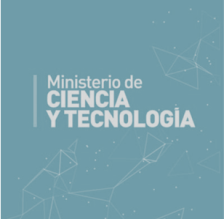 Ministerio de
CIENCIA
Y TECNOLOGÍA